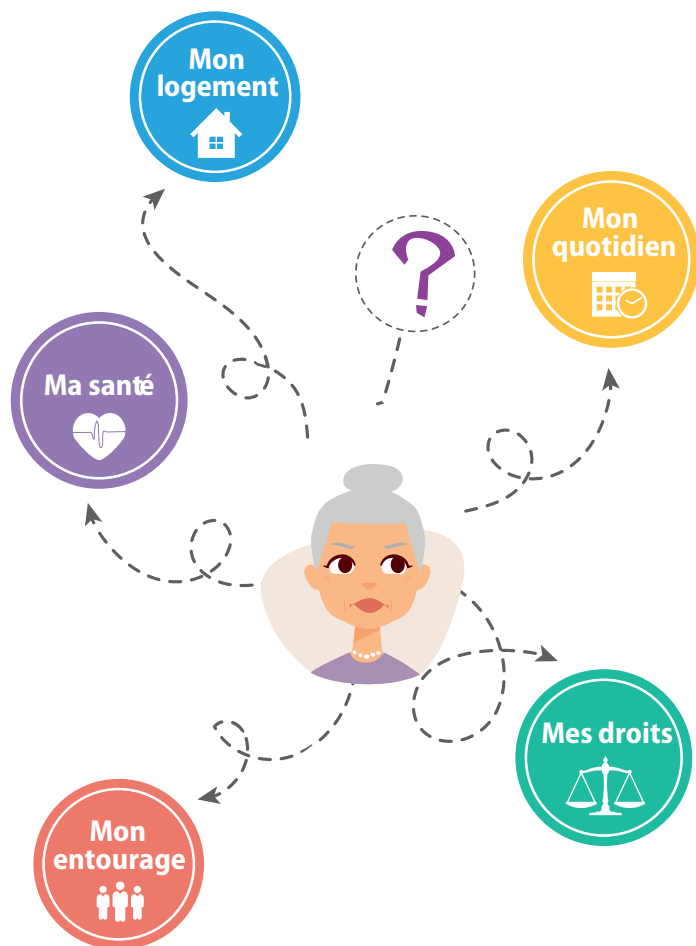 Mon
logement
?
Mon
quotidien
Ma santé
Mes droits
Mon
entourage